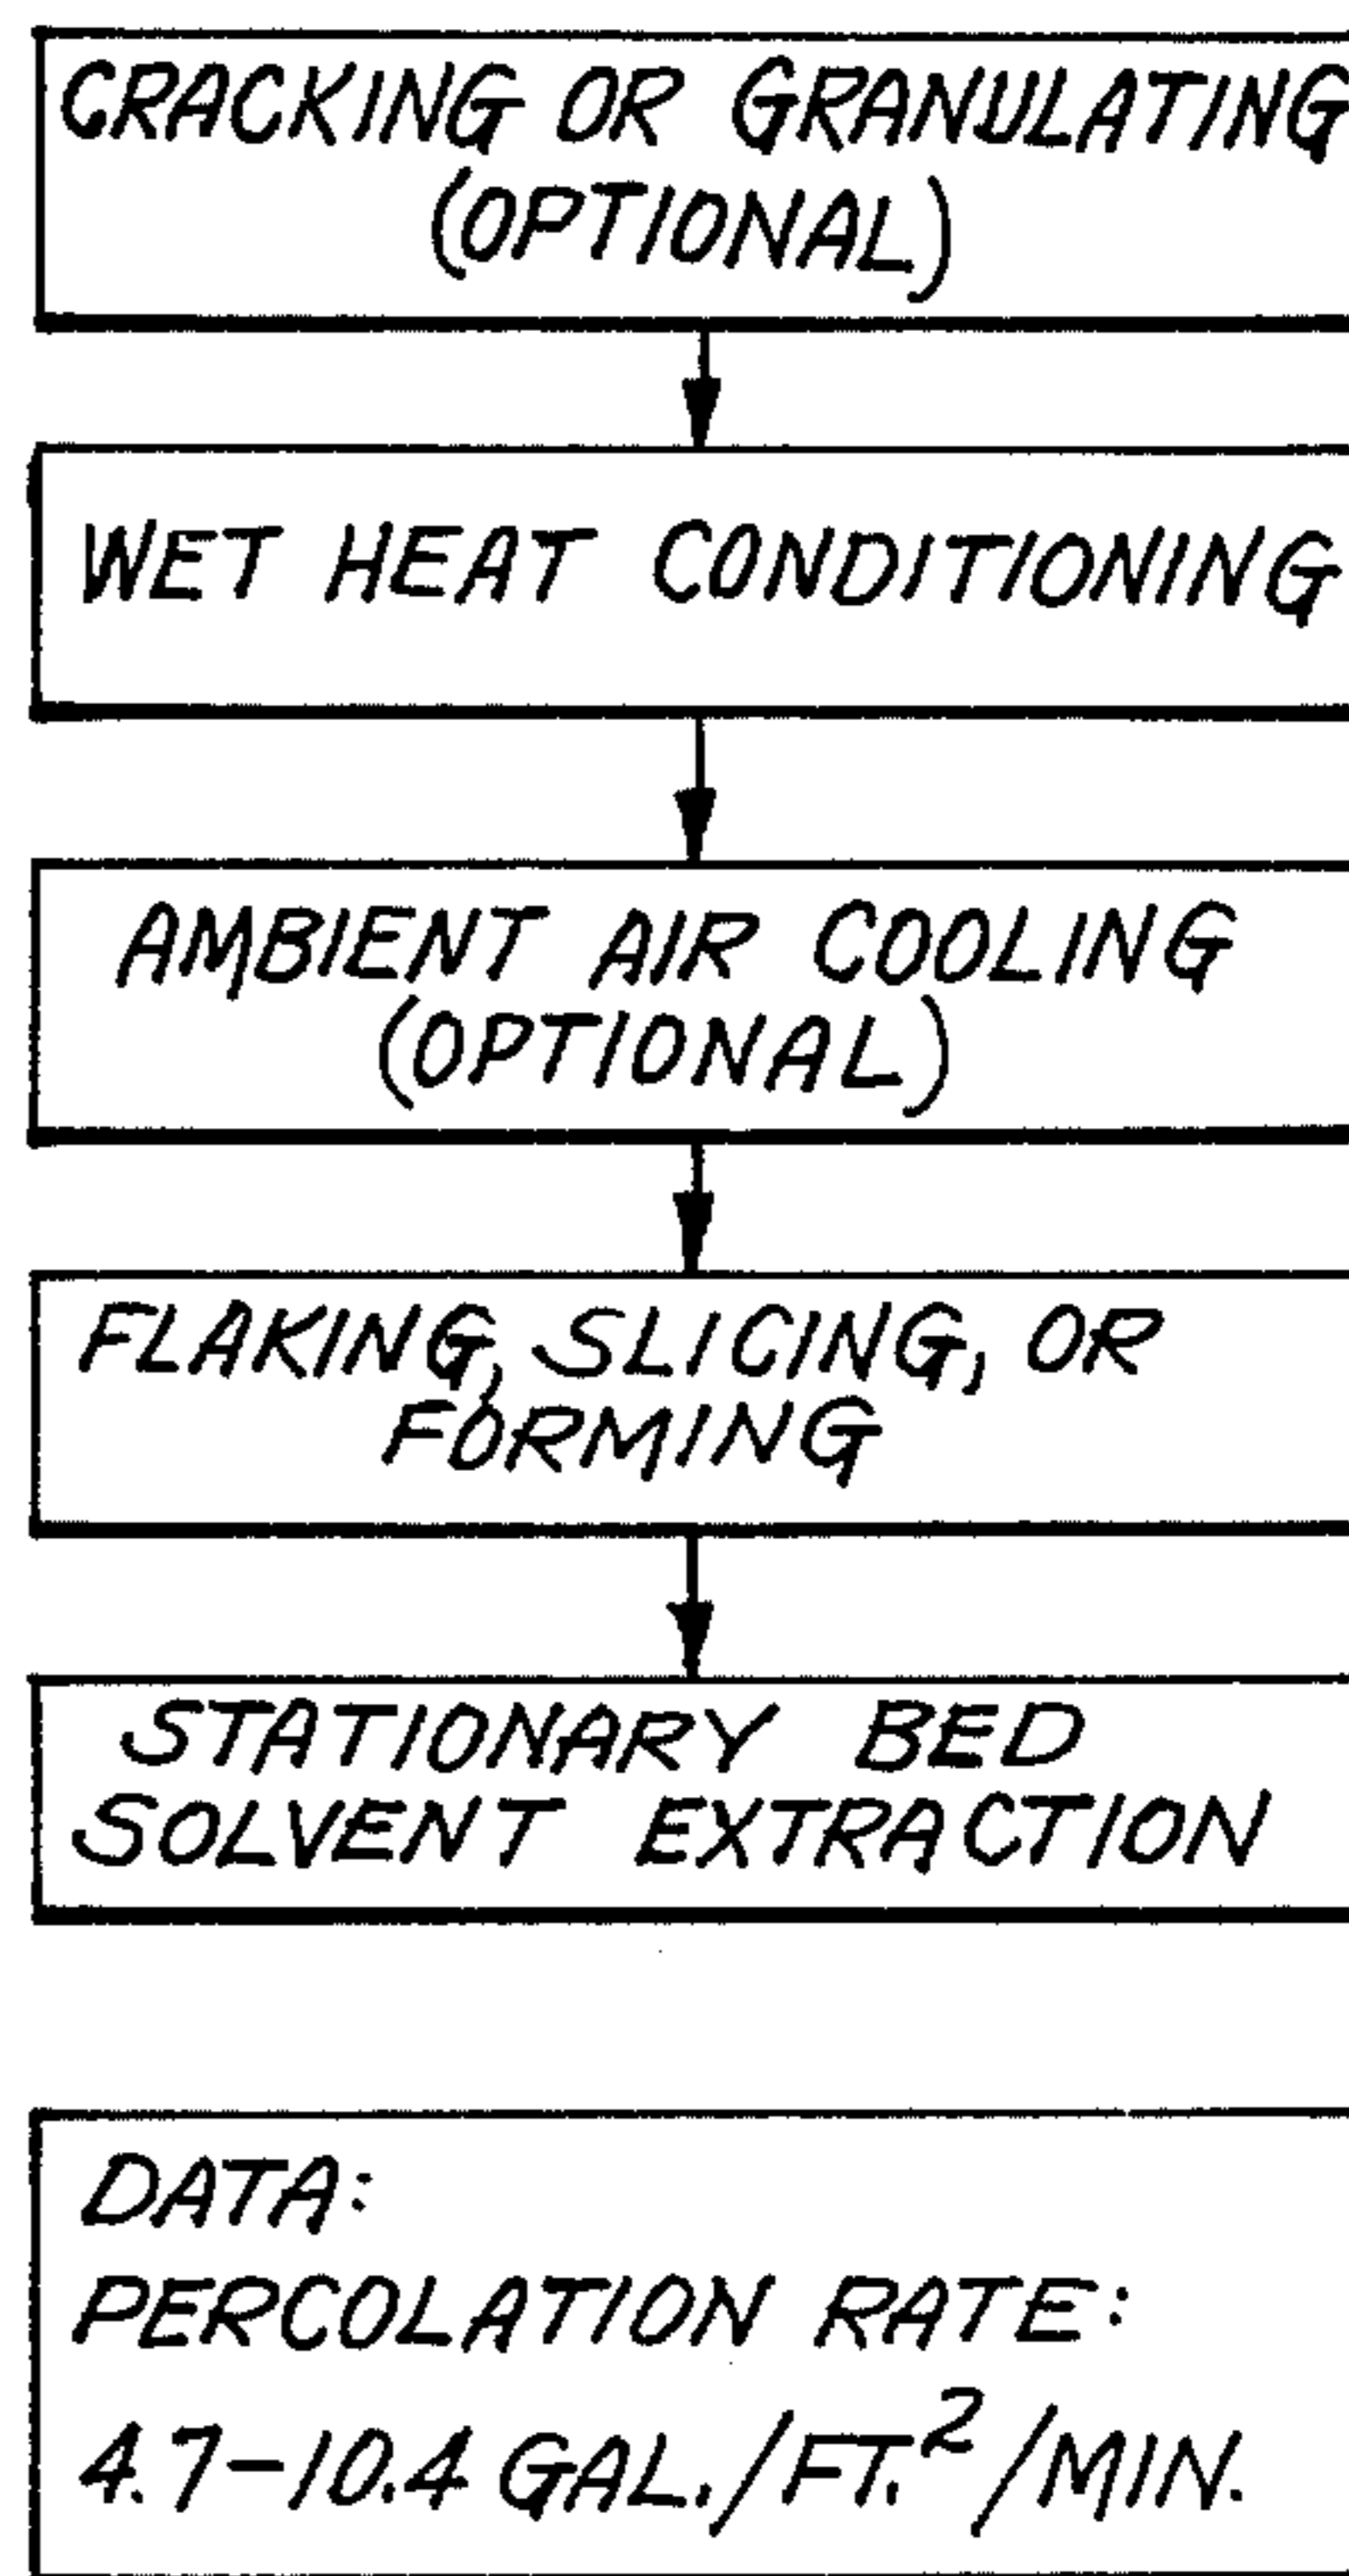 CRACKING OR GRANULATING
(OPTIONAL)
WET HEAT CONDITIONING
AMBIENT AIR COOLING
(OPTIONAL)
FLAKING, SLICING, OR
FORMING
STATIONARY BED
SOLVENT EXTRACTION
DATA:
PERCOLATION RATE:
4.7-10.4 GAL./FT.²/MIN.